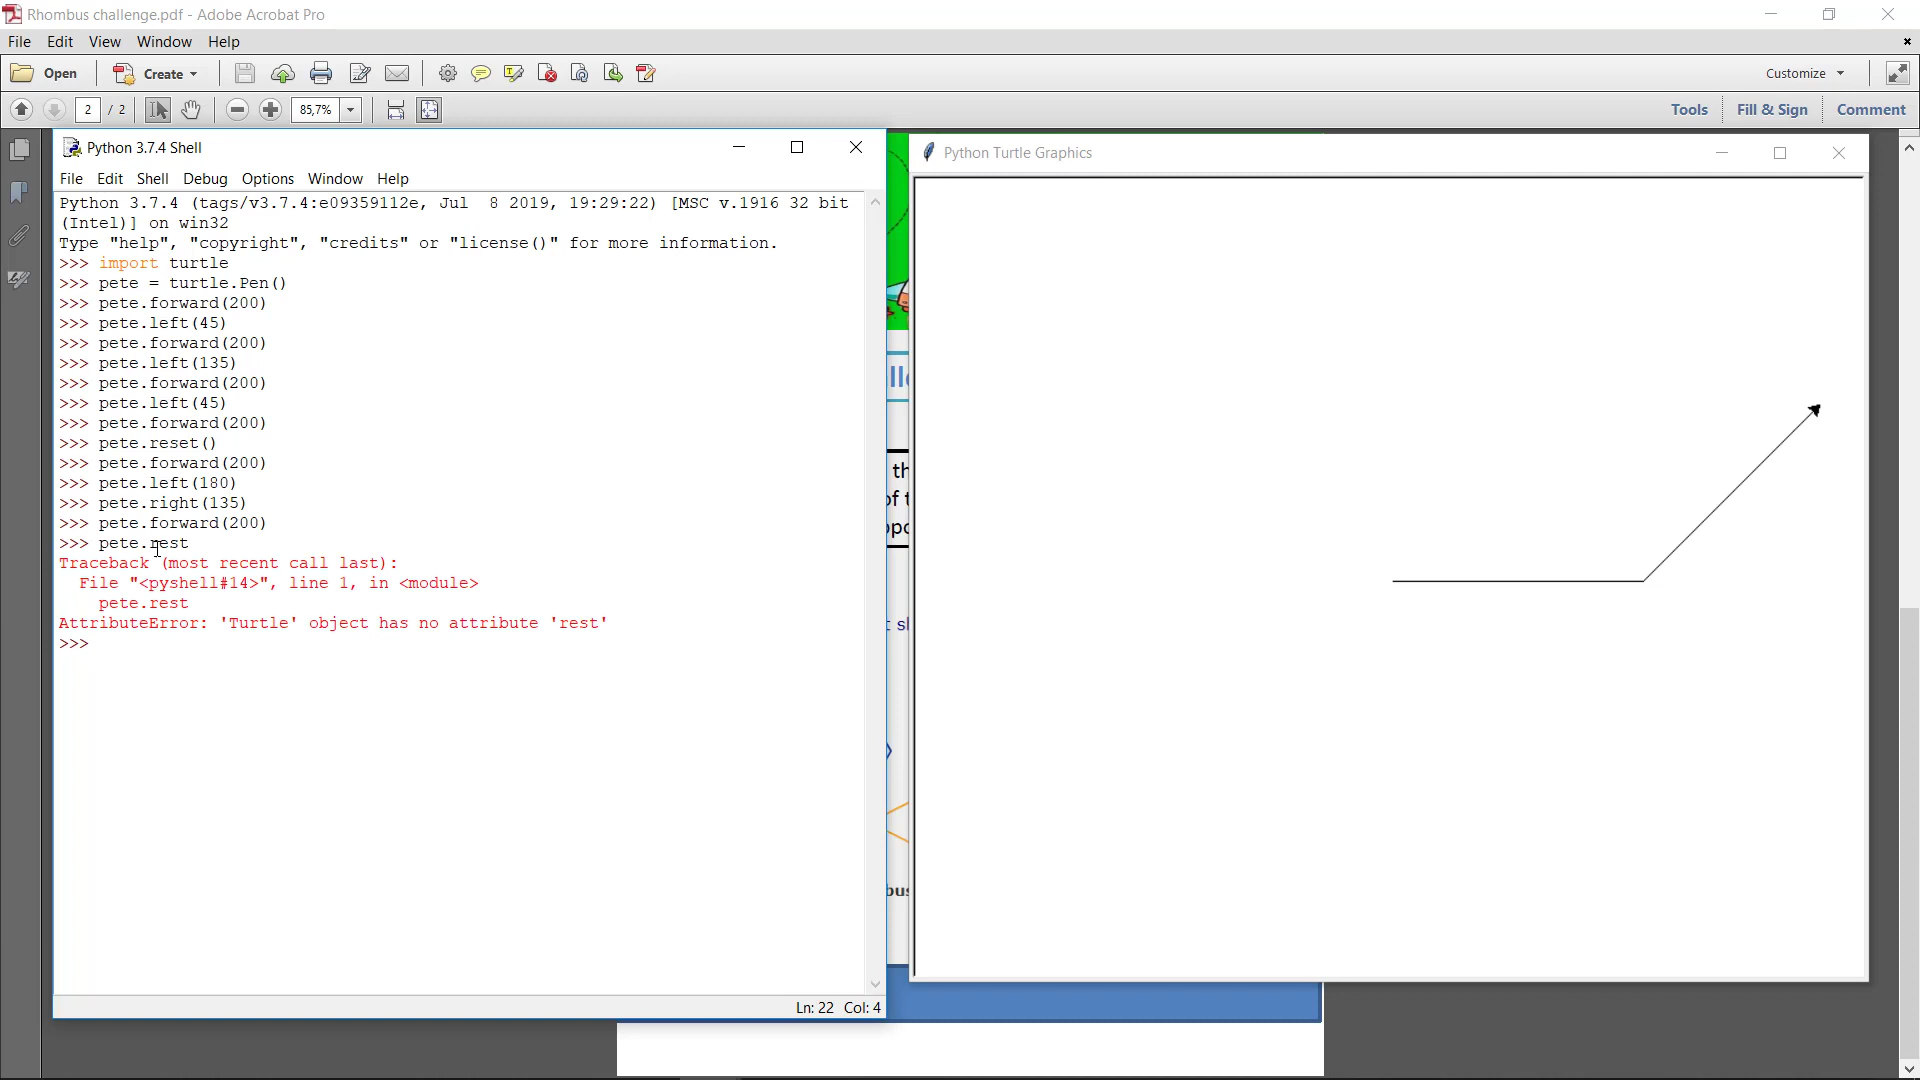 Rhombus challenge.pdf - Adobe Acrobat Pro
File Edit View Window Help
Open Create Customize
2 / 2 85,7% Tools Fill & Sign Comment
Python 3.7.4 Shell
File Edit Shell Debug Options Window Help
Python 3.7.4 (tags/v3.7.4:e09359112e, Jul 8 2019, 19:29:22) [MSC v.1916 32 bit
(Intel)] on win32
Type "help", "copyright", "credits" or "license()" for more information.
>>> import turtle
>>> pete = turtle.Pen()
>>> pete.forward(200)
>>> pete.left(45)
>>> pete.forward(200)
>>> pete.left(135)
>>> pete.forward(200)
>>> pete.left(45)
>>> pete.forward(200)
>>> pete.reset()
>>> pete.forward(200)
>>> pete.left(180)
>>> pete.right(135)
>>> pete.forward(200)
>>> pete.rest
Traceback (most recent call last):
File "<pyshell#14>", line 1, in <module>
pete.rest
AttributeError: 'Turtle' object has no attribute 'rest'
>>>
Ln: 22 Col: 4
Python Turtle Graphics